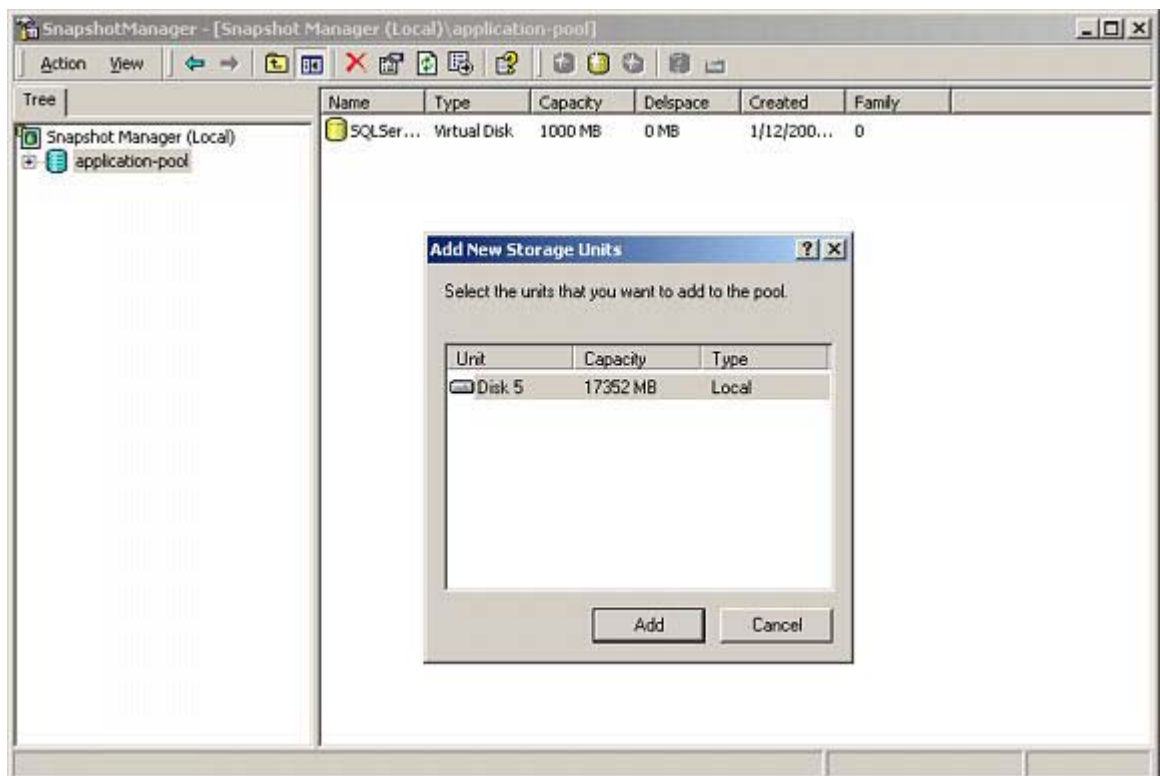 SnapshotManager - [Snapshot Manager (Local)\application-pool]
Action View
Tree
Name Type Capacity Delspace Created Family
Snapshot Manager (Local)
application-pool
SQLSer... Virtual Disk 1000 MB 0 MB 1/12/200... 0
Add New Storage Units
Select the units that you want to add to the pool.
Unit Capacity Type
Disk 5 17352 MB Local
Add Cancel